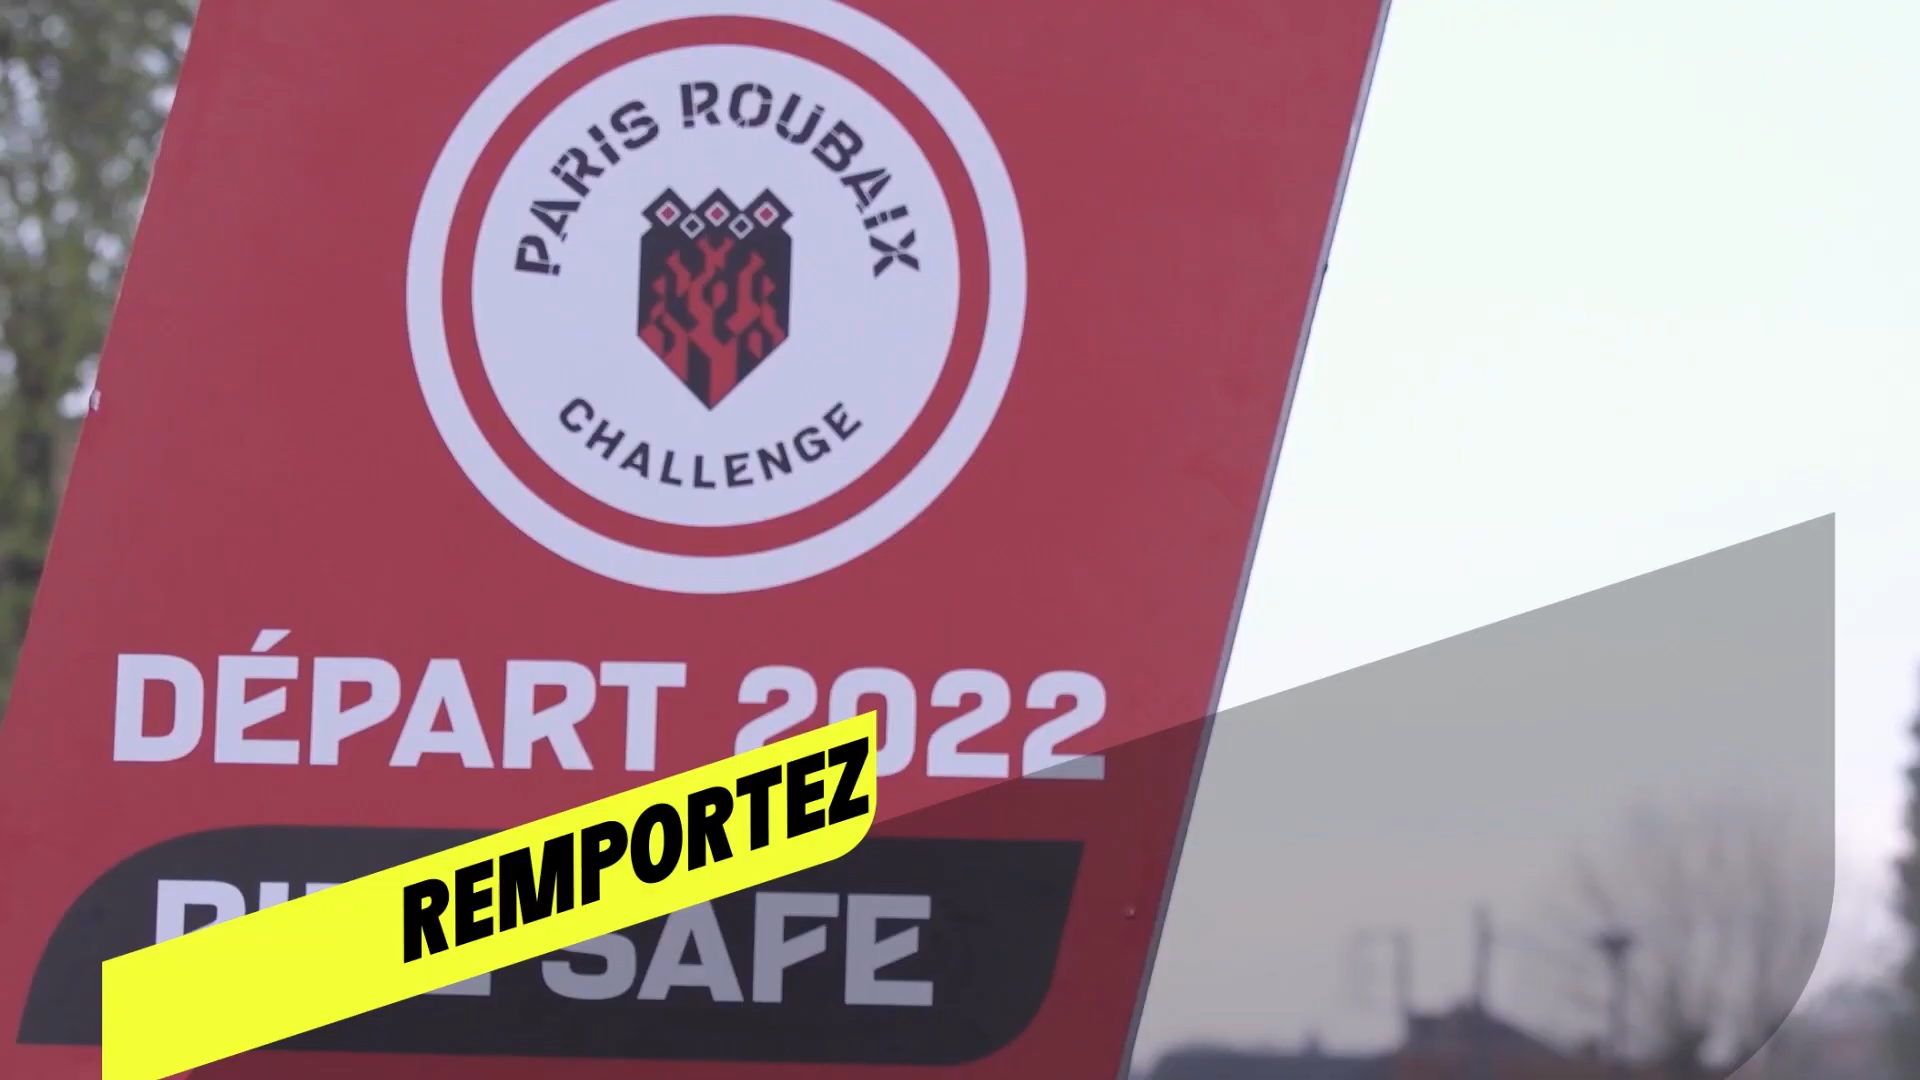 PARIS ROUBAIX
CHALLENGE
DÉPART 2022
REMPORTEZ
SAFE